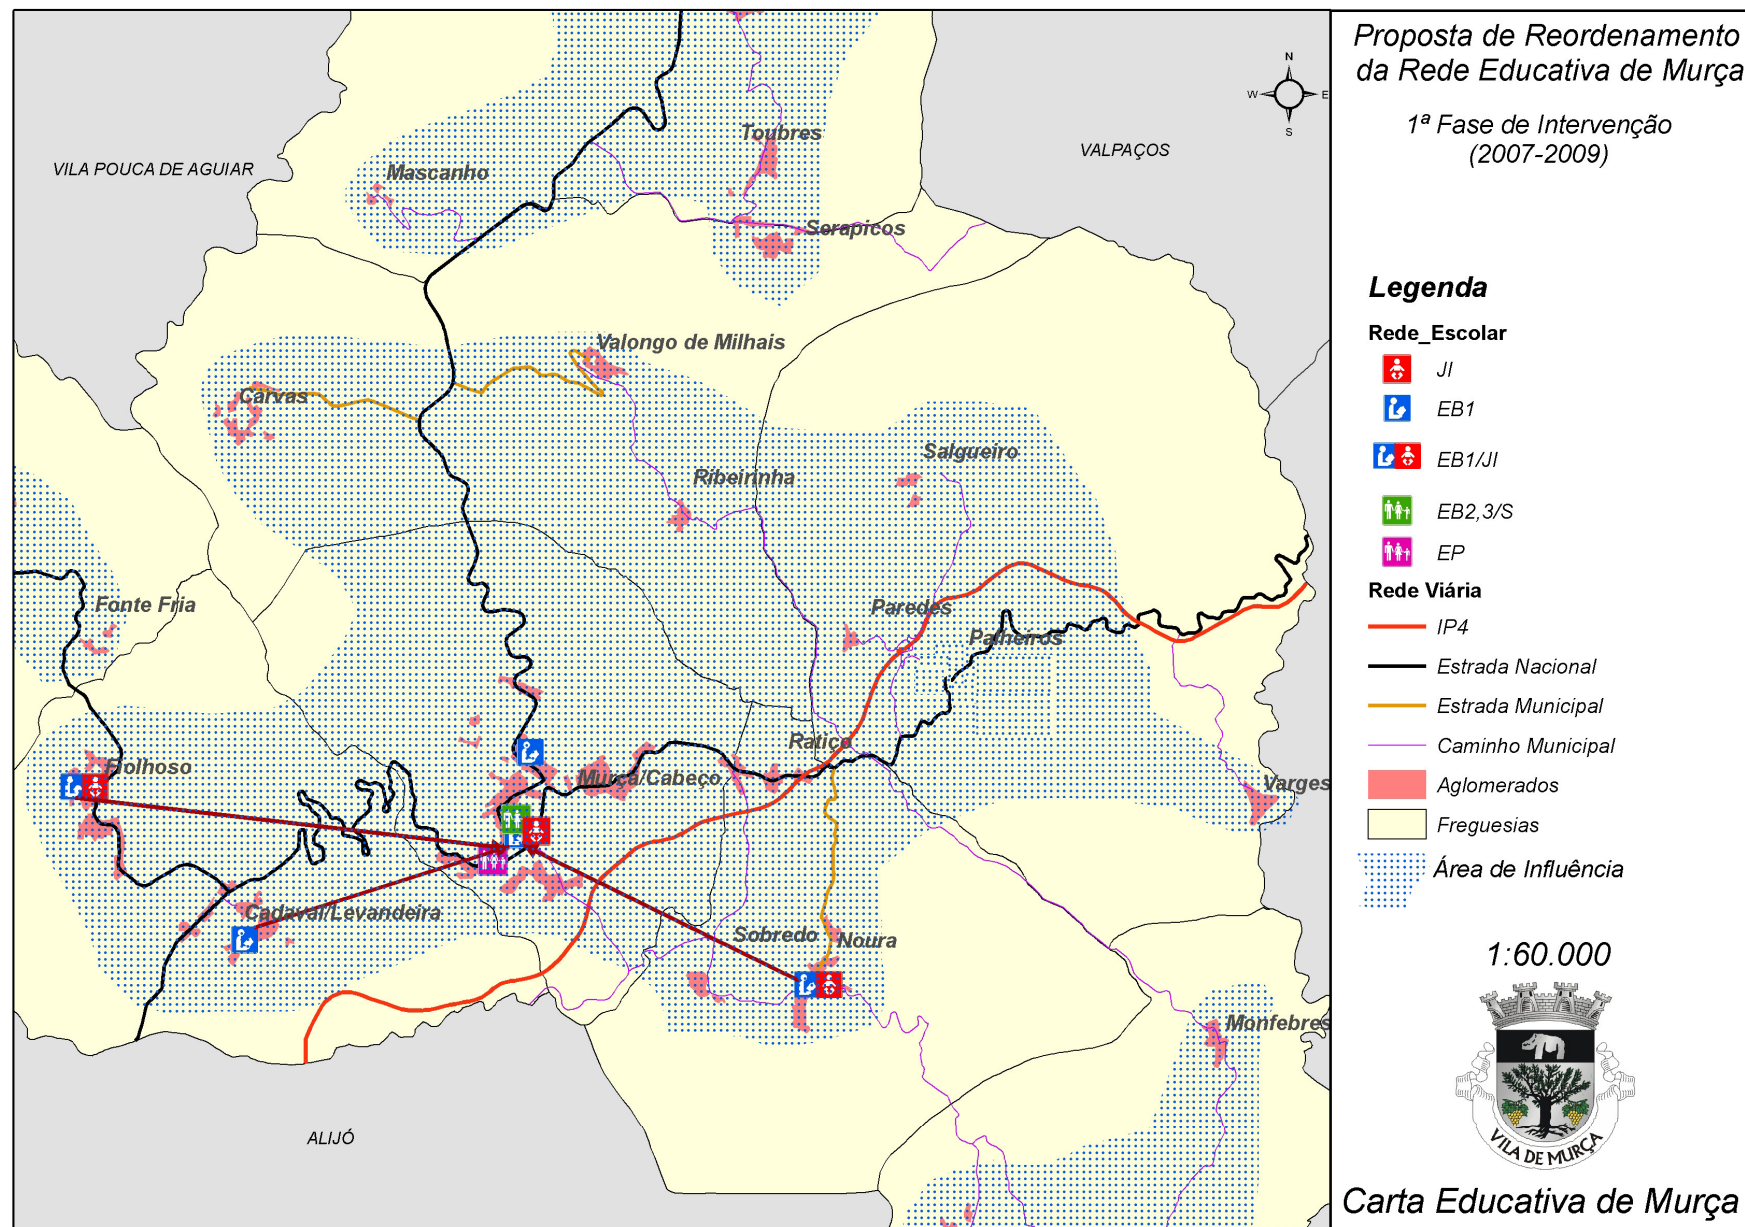 Proposta de Reordenamento
da Rede Educativa de Murça
1ª Fase de Intervenção
(2007-2009)
N
W
E
S
VILA POUCA DE AGUIAR
VALPAÇOS
ALIJÓ
Toubres
Mascanho
Serapicos
Valongo de Milhais
Carvas
Salgueiro
Ribeirinha
Fonte Fria
Paredes
Palheiros
Ratiço
Fiolhoso
Murça/Cabeço
Varges
Cadaval/Levandeira
Sobredo
Noura
Monfebres
Legenda
Rede_Escolar
JI
EB1
EB1/JI
EB2,3/S
EP
Rede Viária
IP4
Estrada Nacional
Estrada Municipal
Caminho Municipal
Aglomerados
Freguesias
Área de Influência
1:60.000
VILA DE MURÇA
Carta Educativa de Murça